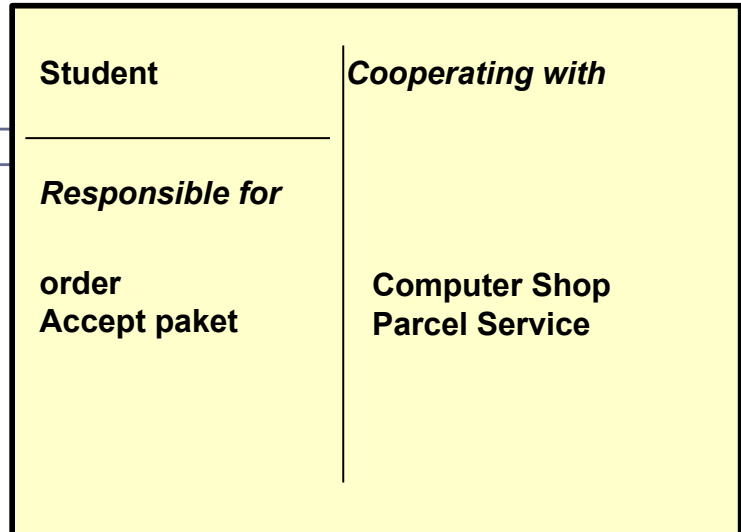 Student
Cooperating with
Responsible for
order
Accept paket
Computer Shop
Parcel Service